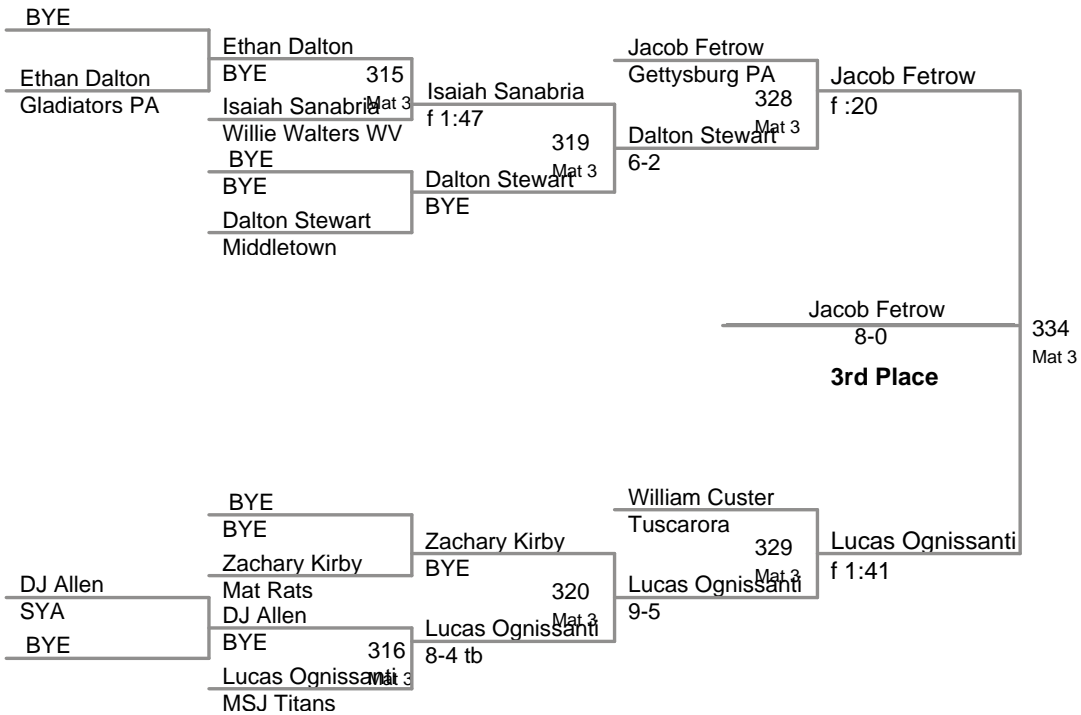 BYE
Ethan Dalton
Gladiators PA
Ethan Dalton
BYE
315
Mat 3
Isaiah Sanabria
Willie Walters WV
BYE
BYE
Dalton Stewart
Middletown
Isaiah Sanabria
f 1:47
319
Mat 3
Dalton Stewart
BYE
Jacob Fetrow
Gettysburg PA
328
Mat 3
Dalton Stewart
6-2
Jacob Fetrow
f :20
Jacob Fetrow
8-0
3rd Place
334
Mat 3
BYE
BYE
Zachary Kirby
Mat Rats
DJ Allen
SYA
BYE
DJ Allen
BYE
316
Mat 3
Lucas Ognissanti
MSJ Titans
Zachary Kirby
BYE
320
Mat 3
Lucas Ognissanti
8-4 tb
William Custer
Tuscarora
329
Mat 3
Lucas Ognissanti
9-5
Lucas Ognissanti
f 1:41